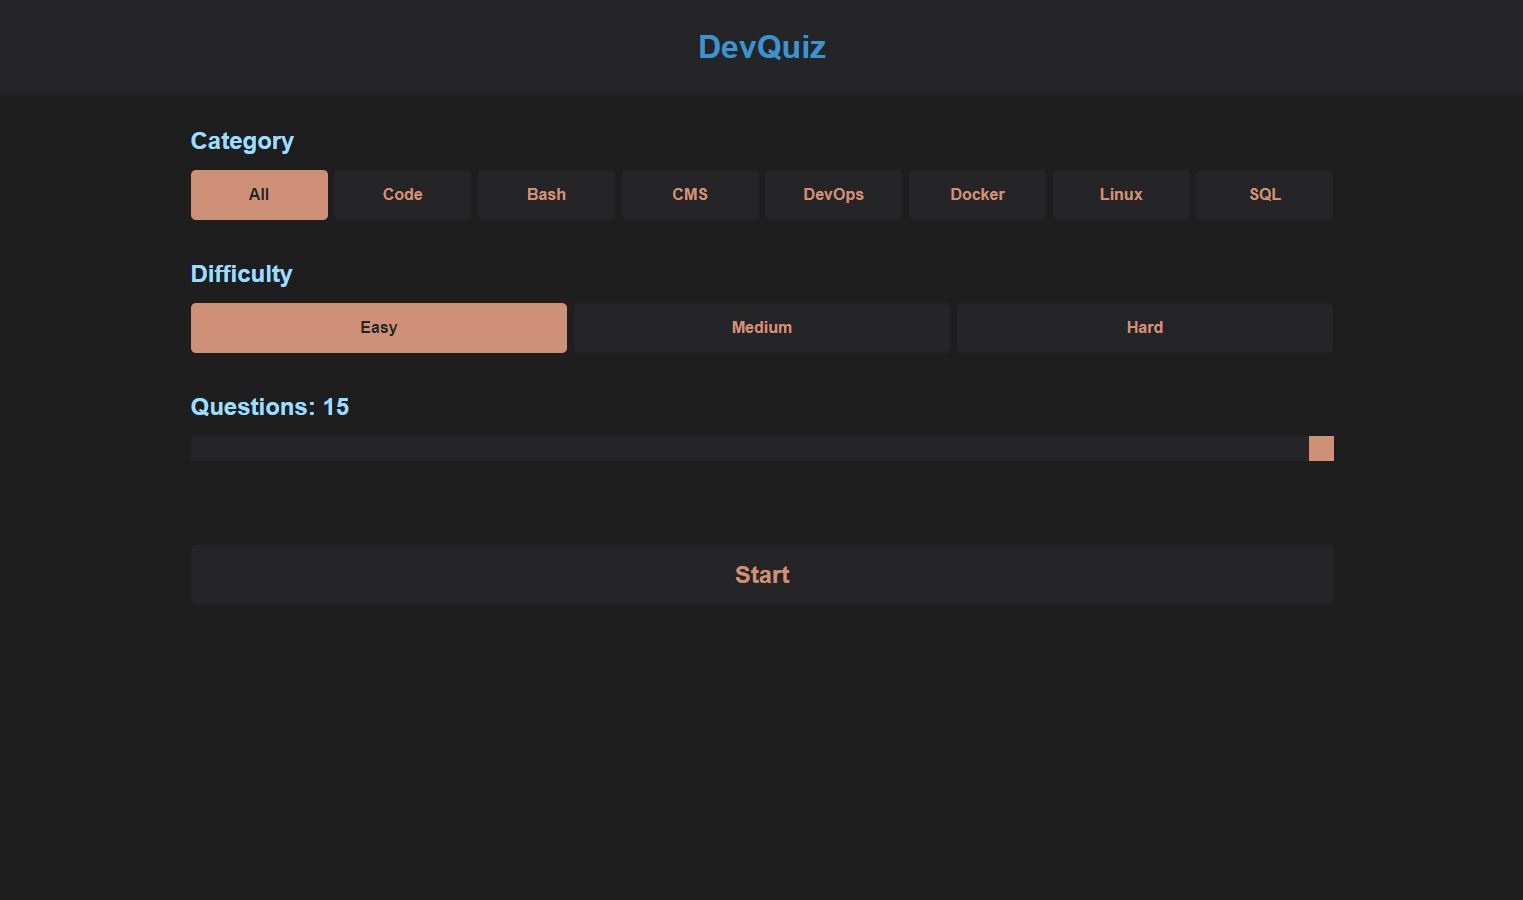 DevQuiz
Category
All Code Bash CMS DevOps Docker Linux SQL
Difficulty
Easy Medium Hard
Questions: 15
Start